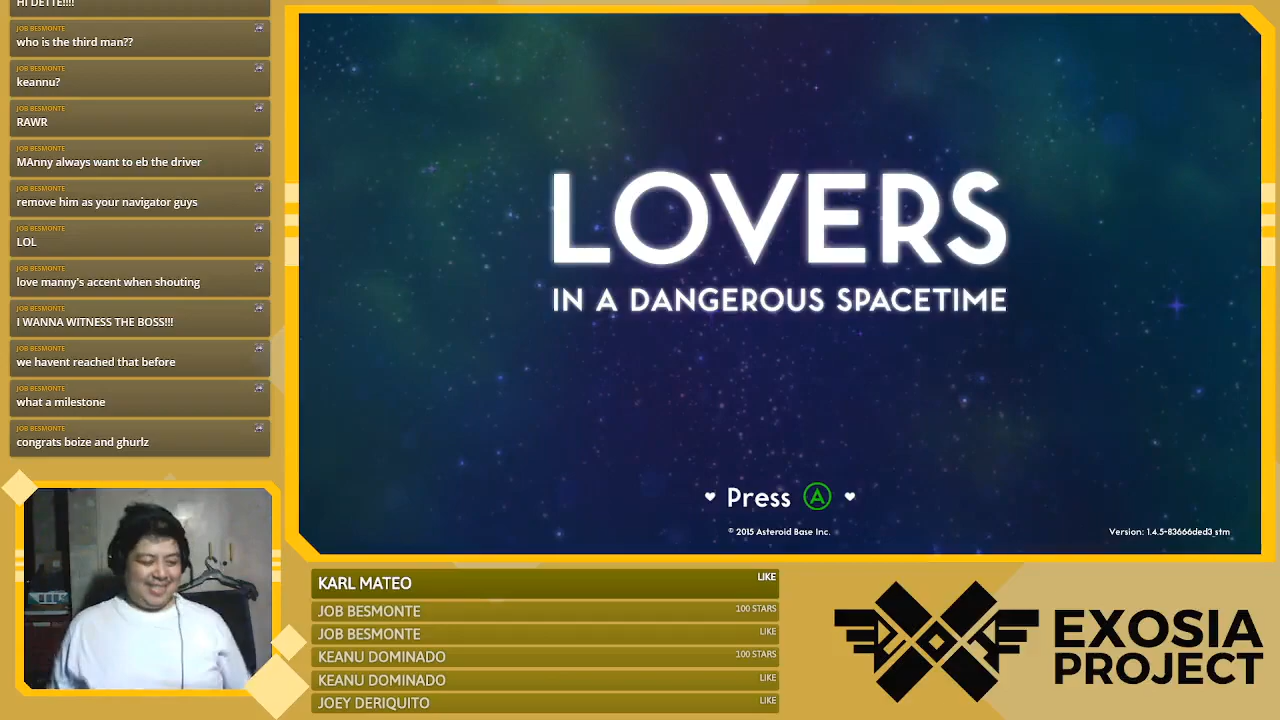 HI DETTE!!!!
JOB BESMONTE
who is the third man??
JOB BESMONTE
keannu?
JOB BESMONTE
RAWR
JOB BESMONTE
MAnny always want to eb the driver
JOB BESMONTE
remove him as your navigator guys
JOB BESMONTE
LOL
JOB BESMONTE
love manny's accent when shouting
JOB BESMONTE
I WANNA WITNESS THE BOSS!!!
JOB BESMONTE
we havent reached that before
JOB BESMONTE
what a milestone
JOB BESMONTE
congrats boize and ghurlz
LOVERS
IN A DANGEROUS SPACETIME
Press A
© 2015 Asteroid Base Inc.
Version: 1.4.5-83666ded3_stm
KARL MATEO LIKE
JOB BESMONTE 100 STARS
JOB BESMONTE LIKE
KEANU DOMINADO 100 STARS
KEANU DOMINADO LIKE
JOEY DERIQUITO LIKE
EXOSIA
PROJECT